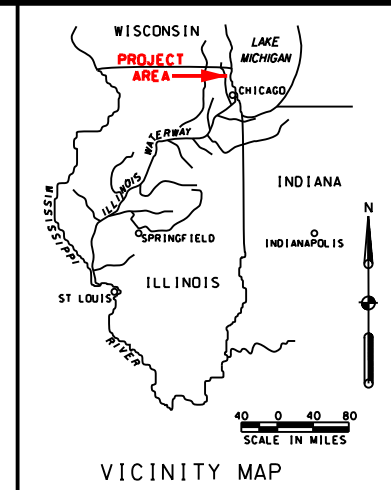 WISCONSIN
LAKE
MICHIGAN
PROJECT
AREA
CHICAGO
WATERWAY
ILLINOIS
INDIANA
MISSISSIPPI
SPRINGFIELD
INDIANAPOLIS
N
ILLINOIS
ST LOUIS
RIVER
40 0 40 80
SCALE IN MILES
VICINITY MAP